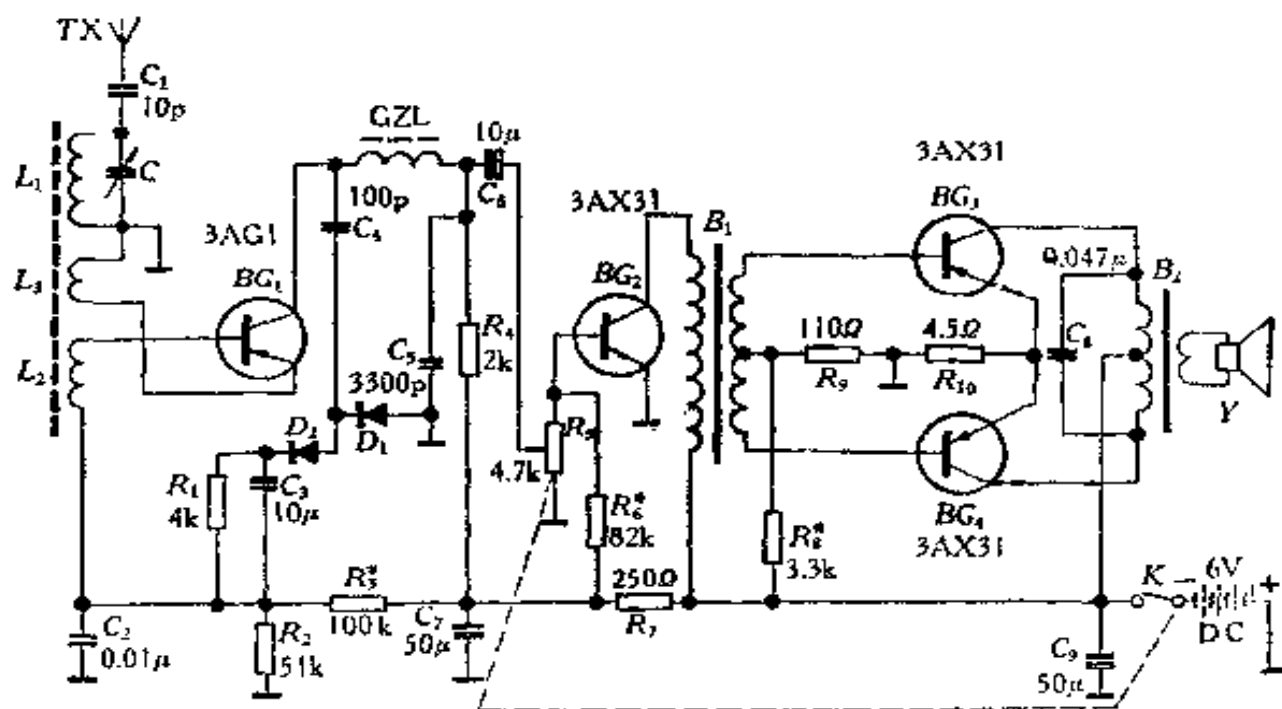 TX
C₁
10p
L₁
C
GZL
10μ
C₆
100p
C₄
3AG1
BG₁
L₃
L₂
R₄
2k
C₅
3300p
D₂
D₁
R₁
4k
C₃
10μ
R₅
4.7k
R₆*
82k
3AX31
BG₂
B₁
3AX31
BG₃
0.047μ
B₂
110Ω
R₉
4.5Ω
R₁₀
Y
BG₄
3AX31
R₈*
3.3k
R₃*
100k
C₂
0.01μ
R₂
51k
C₇
50μ
250Ω
R₇
K
− 6V +
DC
C₉
50μ